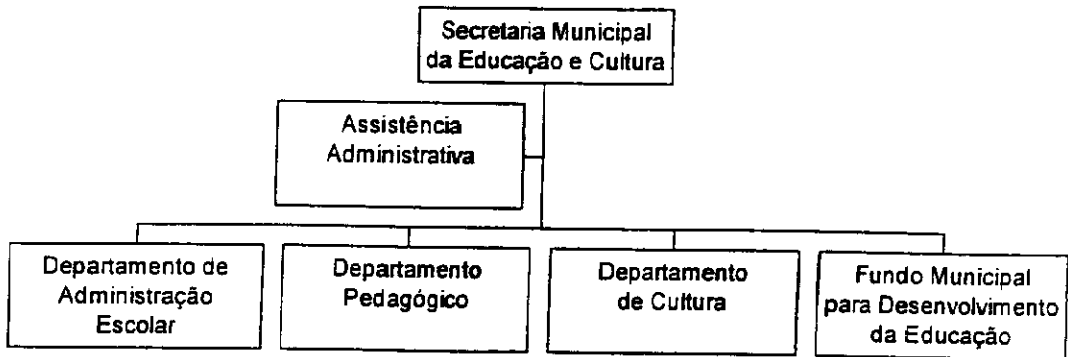 Secretaria Municipal
da Educação e Cultura
Assistência
Administrativa
Departamento de
Administração
Escolar
Departamento
Pedagógico
Departamento
de Cultura
Fundo Municipal
para Desenvolvimento
da Educação